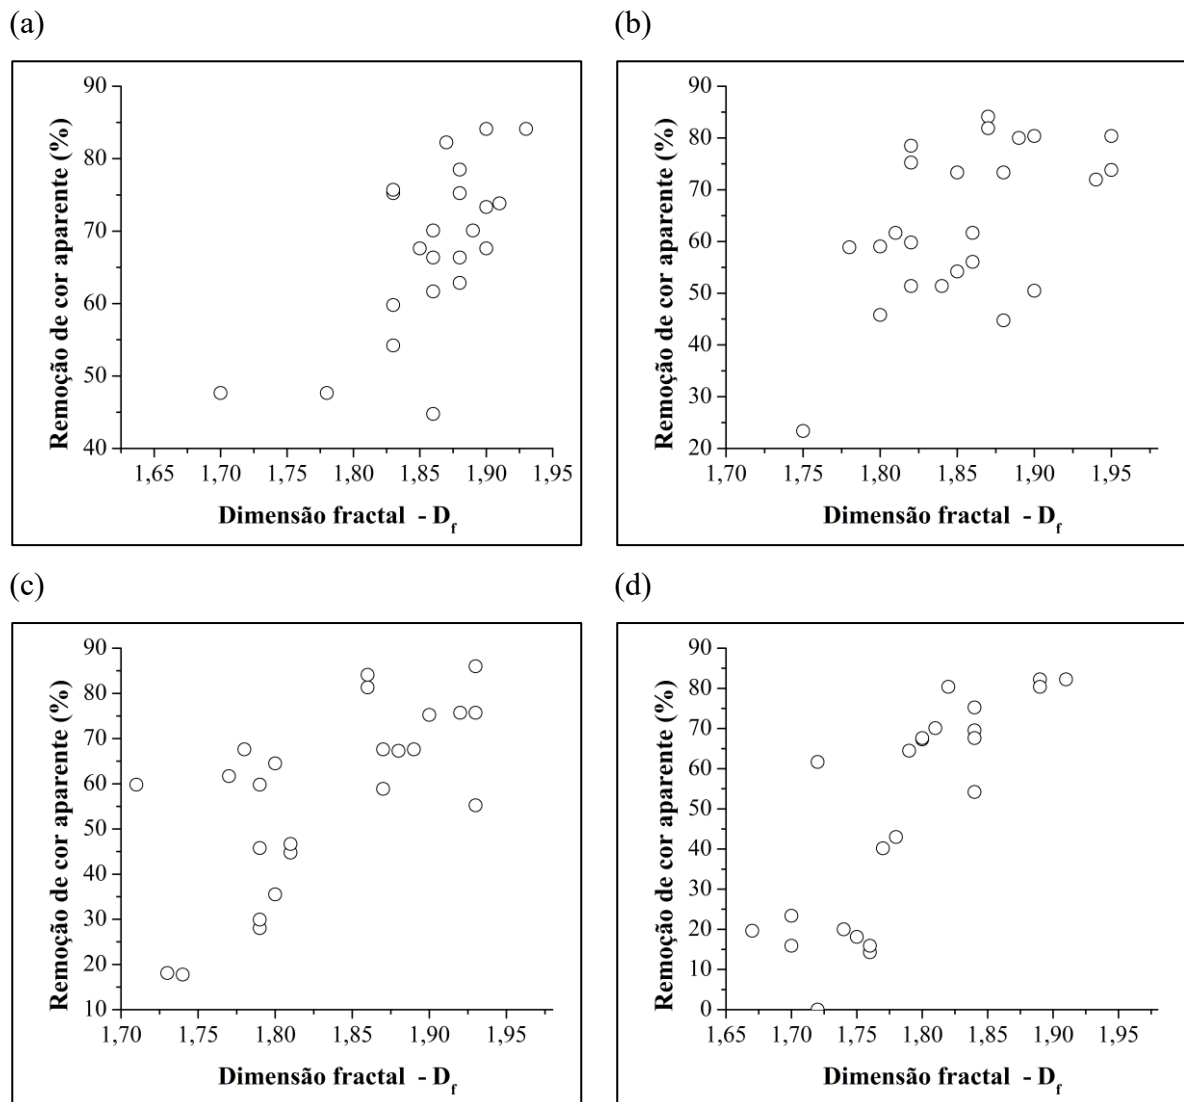 (a)
(b)
90
80
70
60
50
40
Remoção de cor aparente (%)
1,65 1,70 1,75 1,80 1,85 1,90 1,95
Dimensão fractal - Df
90
80
70
60
50
40
30
20
Remoção de cor aparente (%)
1,70 1,75 1,80 1,85 1,90 1,95
Dimensão fractal - Df
(c)
(d)
90
80
70
60
50
40
30
20
10
Remoção de cor aparente (%)
1,70 1,75 1,80 1,85 1,90 1,95
Dimensão fractal - Df
90
80
70
60
50
40
30
20
10
0
Remoção de cor aparente (%)
1,65 1,70 1,75 1,80 1,85 1,90 1,95
Dimensão fractal - Df